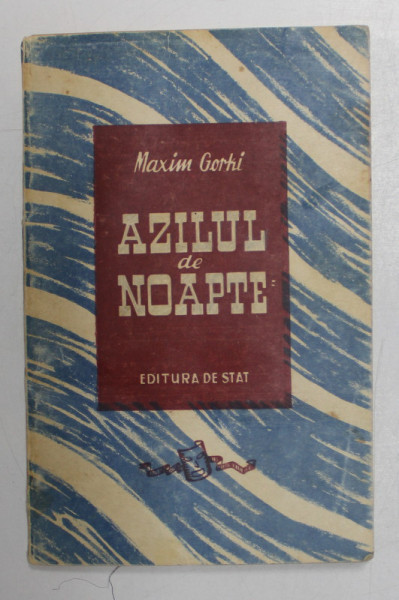 Maxim Gorki
AZILUL
de
NOAPTE
EDITURA DE STAT